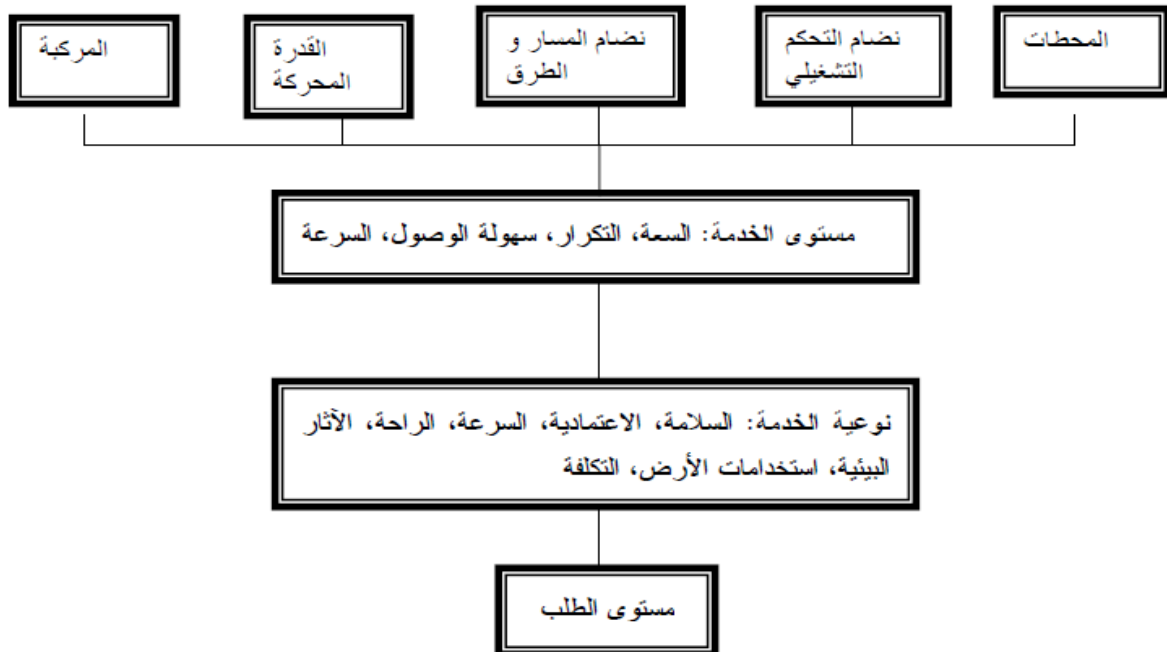 المحطات
نضام التحكم
التشغيلي
نضام المسار و
الطرق
القدرة
المحركة
المركبة
مستوى الخدمة: السعة، التكرار، سهولة الوصول، السرعة
نوعية الخدمة: السلامة، الاعتمادية، السرعة، الراحة، الآثار
البيئية، استخدامات الأرض، التكلفة
مستوى الطلب